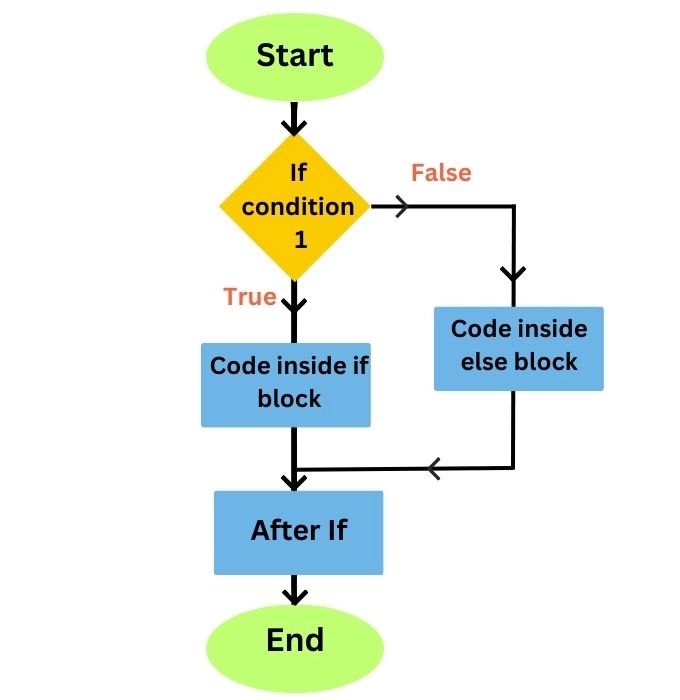 Start
If
condition
1
False
True
Code inside if
block
Code inside
else block
After If
End